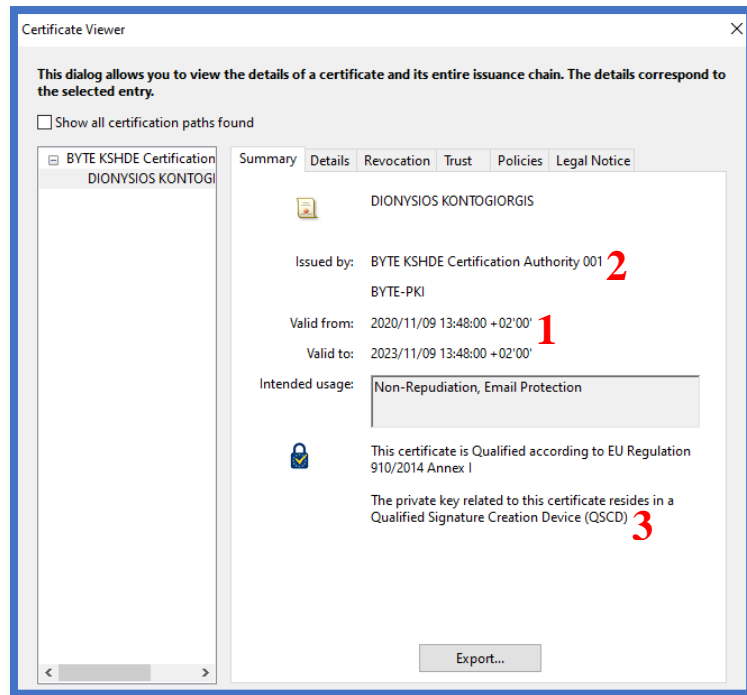 Certificate Viewer
This dialog allows you to view the details of a certificate and its entire issuance chain. The details correspond to
the selected entry.
Show all certification paths found
BYTE KSHDE Certification
DIONYSIOS KONTOGI
Summary Details Revocation Trust Policies Legal Notice
DIONYSIOS KONTOGIORGIS
Issued by: BYTE KSHDE Certification Authority 001 2
BYTE-PKI
Valid from: 2020/11/09 13:48:00 +02'00' 1
Valid to: 2023/11/09 13:48:00 +02'00'
Intended usage: Non-Repudiation, Email Protection
This certificate is Qualified according to EU Regulation
910/2014 Annex I
The private key related to this certificate resides in a
Qualified Signature Creation Device (QSCD) 3
Export...